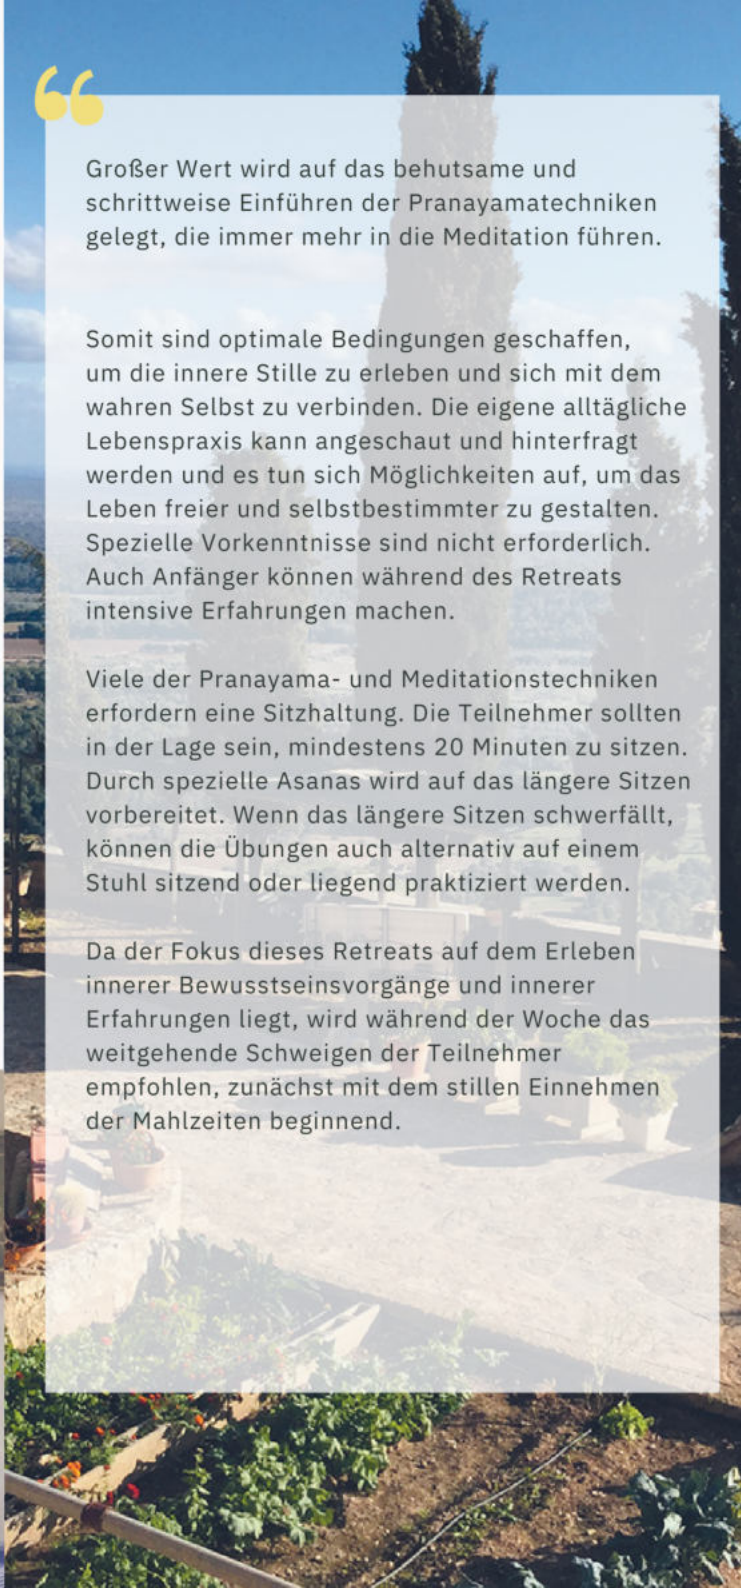 Großer Wert wird auf das behutsame und
schrittweise Einführen der Pranayamatechniken
gelegt, die immer mehr in die Meditation führen.
Somit sind optimale Bedingungen geschaffen,
um die innere Stille zu erleben und sich mit dem
wahren Selbst zu verbinden. Die eigene alltägliche
Lebenspraxis kann angeschaut und hinterfragt
werden und es tun sich Möglichkeiten auf, um das
Leben freier und selbstbestimmter zu gestalten.
Spezielle Vorkenntnisse sind nicht erforderlich.
Auch Anfänger können während des Retreats
intensive Erfahrungen machen.
Viele der Pranayama- und Meditationstechniken
erfordern eine Sitzhaltung. Die Teilnehmer sollten
in der Lage sein, mindestens 20 Minuten zu sitzen.
Durch spezielle Asanas wird auf das längere Sitzen
vorbereitet. Wenn das längere Sitzen schwerfällt,
können die Übungen auch alternativ auf einem
Stuhl sitzend oder liegend praktiziert werden.
Da der Fokus dieses Retreats auf dem Erleben
innerer Bewusstseinsvorgänge und innerer
Erfahrungen liegt, wird während der Woche das
weitgehende Schweigen der Teilnehmer
empfohlen, zunächst mit dem stillen Einnehmen
der Mahlzeiten beginnend.